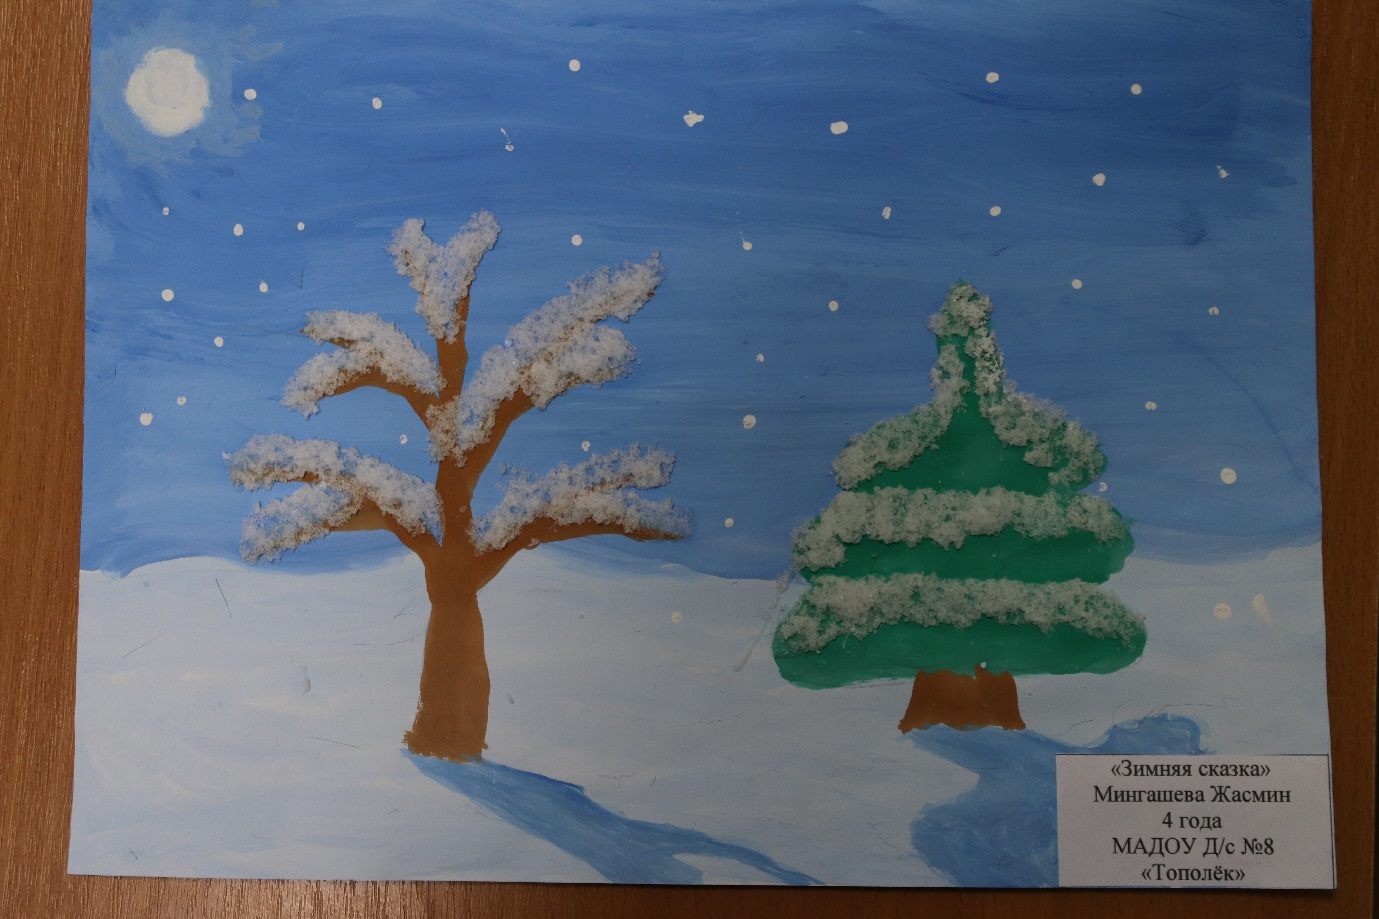 «Зимняя сказка»
Мингашева Жасмин
4 года
МАДОУ Д/с №8
«Тополёк»